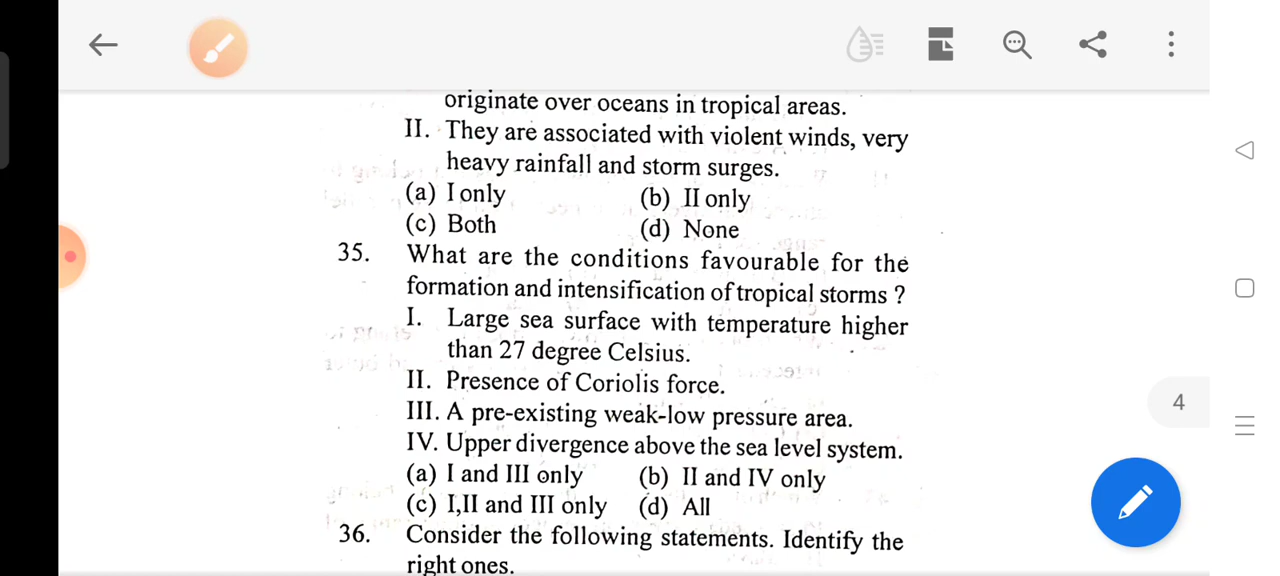 originate over oceans in tropical areas.
II. They are associated with violent winds, very
heavy rainfall and storm surges.
(a) I only (b) II only
(c) Both (d) None
35. What are the conditions favourable for the
formation and intensification of tropical storms ?
I. Large sea surface with temperature higher
than 27 degree Celsius.
II. Presence of Coriolis force.
III. A pre-existing weak-low pressure area.
IV. Upper divergence above the sea level system.
(a) I and III only (b) II and IV only
(c) I,II and III only (d) All
36. Consider the following statements. Identify the
right ones.
4